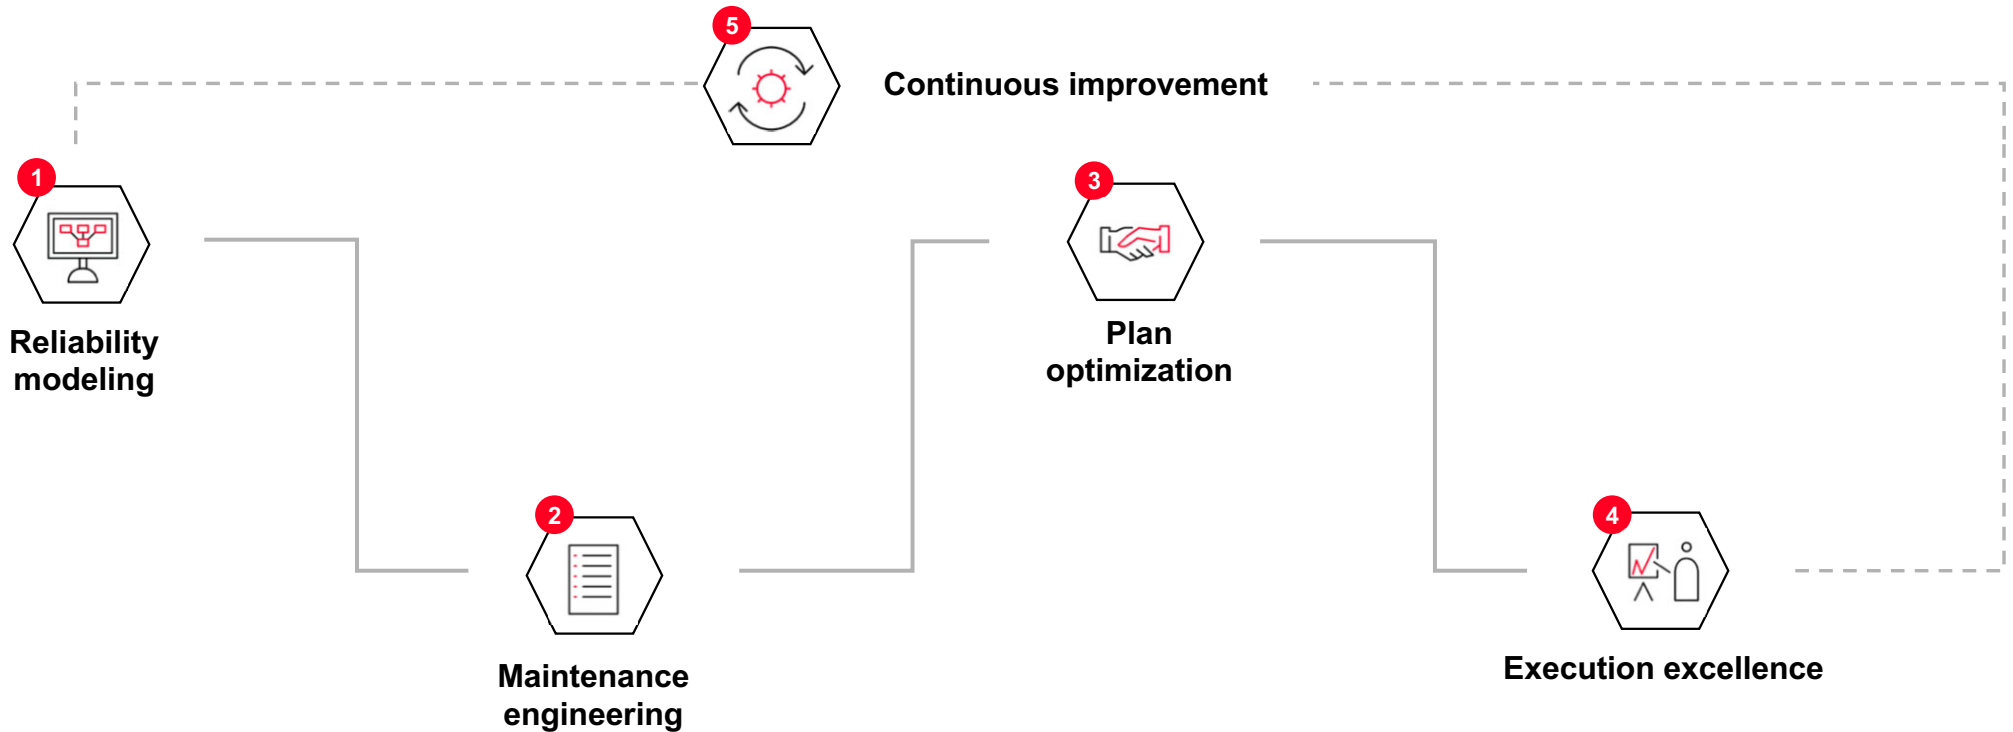 5
Continuous improvement
1
Reliability
modeling
2
Maintenance
engineering
3
Plan
optimization
4
Execution excellence